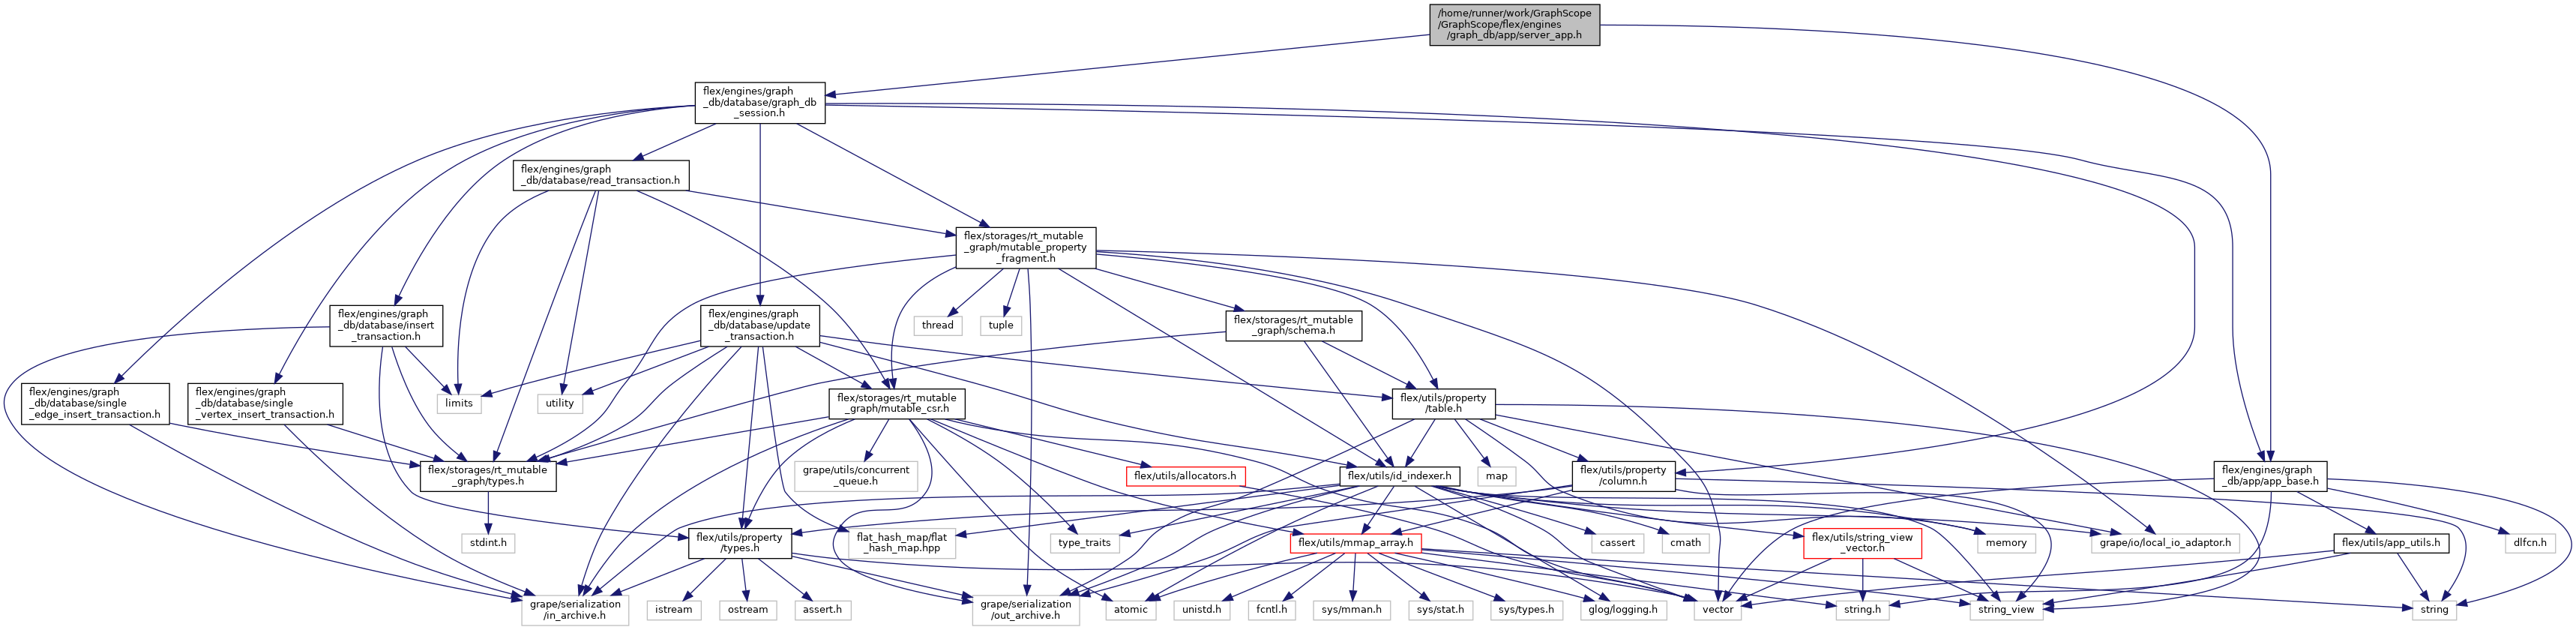 /home/runner/work/GraphScope
/GraphScope/flex/engines
/graph_db/app/server_app.h
flex/engines/graph
_db/database/graph_db
_session.h
flex/engines/graph
_db/database/read_transaction.h
flex/storages/rt_mutable
_graph/mutable_property
_fragment.h
flex/engines/graph
_db/database/insert
_transaction.h
flex/engines/graph
_db/database/update
_transaction.h
thread
tuple
flex/storages/rt_mutable
_graph/schema.h
flex/engines/graph
_db/database/single
_edge_insert_transaction.h
flex/engines/graph
_db/database/single
_vertex_insert_transaction.h
limits
utility
flex/storages/rt_mutable
_graph/mutable_csr.h
flex/utils/property
/table.h
flex/storages/rt_mutable
_graph/types.h
grape/utils/concurrent
_queue.h
flex/utils/allocators.h
flex/utils/id_indexer.h
map
flex/utils/property
/column.h
flex/engines/graph
_db/app/app_base.h
stdint.h
flex/utils/property
/types.h
flat_hash_map/flat
_hash_map.hpp
type_traits
flex/utils/mmap_array.h
cassert
cmath
flex/utils/string_view
_vector.h
memory
grape/io/local_io_adaptor.h
flex/utils/app_utils.h
dlfcn.h
grape/serialization
/in_archive.h
istream
ostream
assert.h
grape/serialization
/out_archive.h
atomic
unistd.h
fcntl.h
sys/mman.h
sys/stat.h
sys/types.h
glog/logging.h
vector
string.h
string_view
string